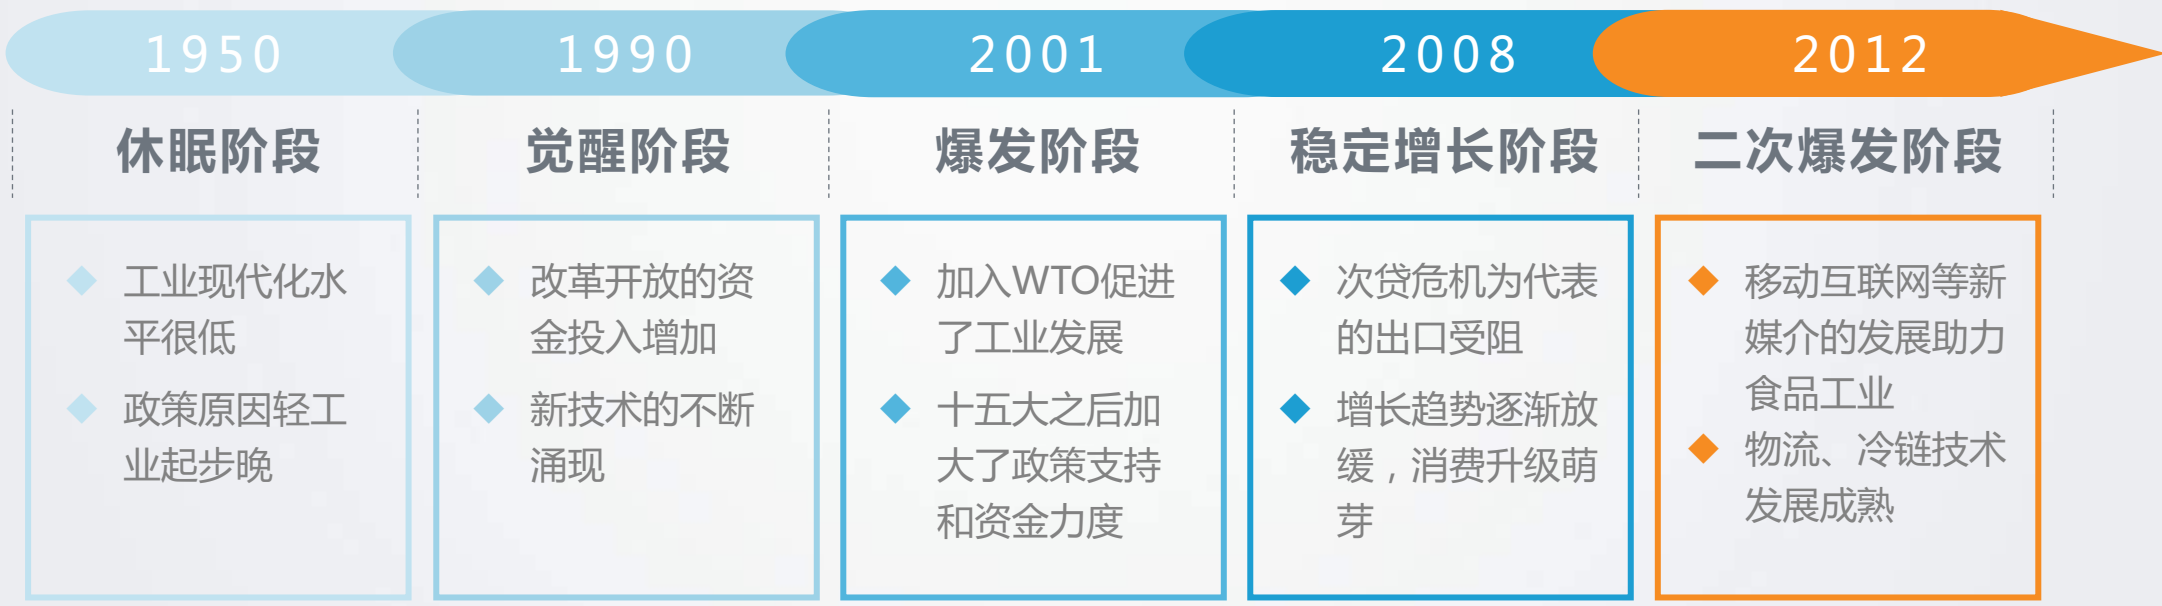 1950
1990
2001
2008
2012
休眠阶段
觉醒阶段
爆发阶段
稳定增长阶段
二次爆发阶段
工业现代化水
平很低
政策原因轻工
业起步晚
改革开放的资
金投入增加
新技术的不断
涌现
加入WTO促进
了工业发展
十五大之后加
大了政策支持
和资金力度
次贷危机为代表
的出口受阻
增长趋势逐渐放
缓，消费升级萌
芽
移动互联网等新
媒介的发展助力
食品工业
物流、冷链技术
发展成熟